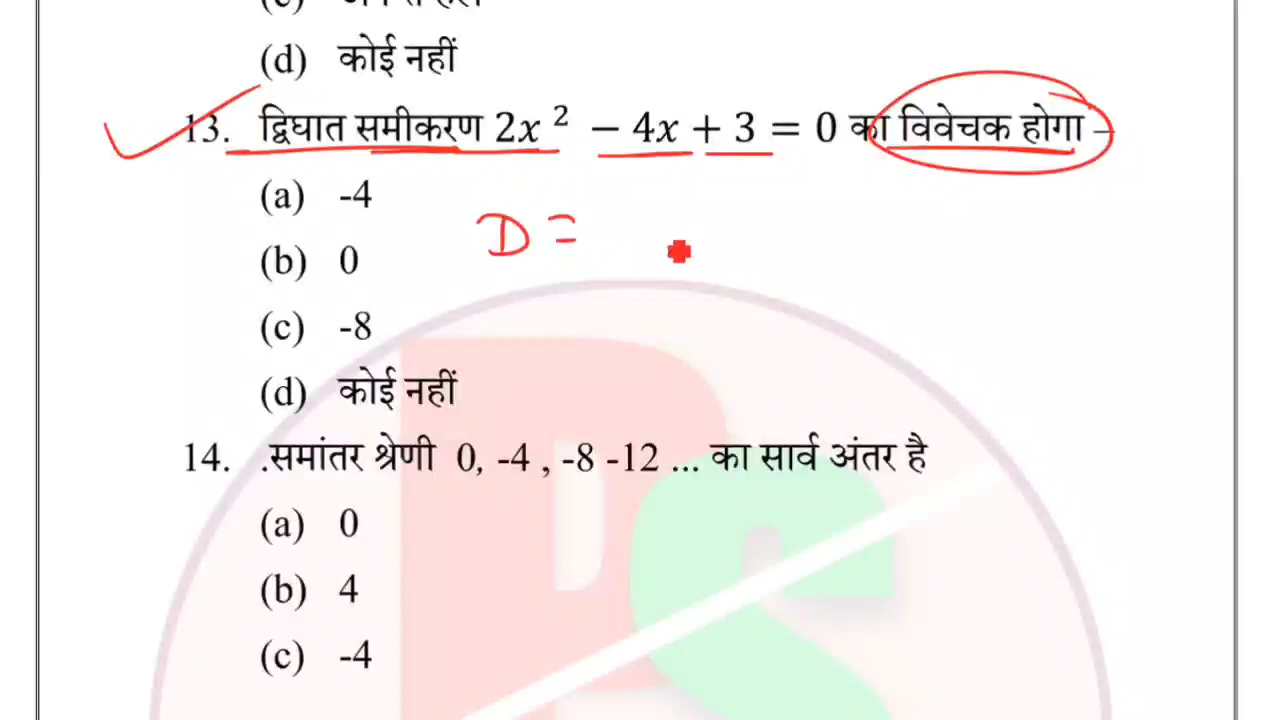 (d) कोई नहीं
13. द्विघात समीकरण 2x² − 4x + 3 = 0 का विवेचक होगा –
(a) -4
D =
(b) 0
(c) -8
(d) कोई नहीं
14. .समांतर श्रेणी 0, -4 , -8 -12 ... का सार्व अंतर है
(a) 0
(b) 4
(c) -4